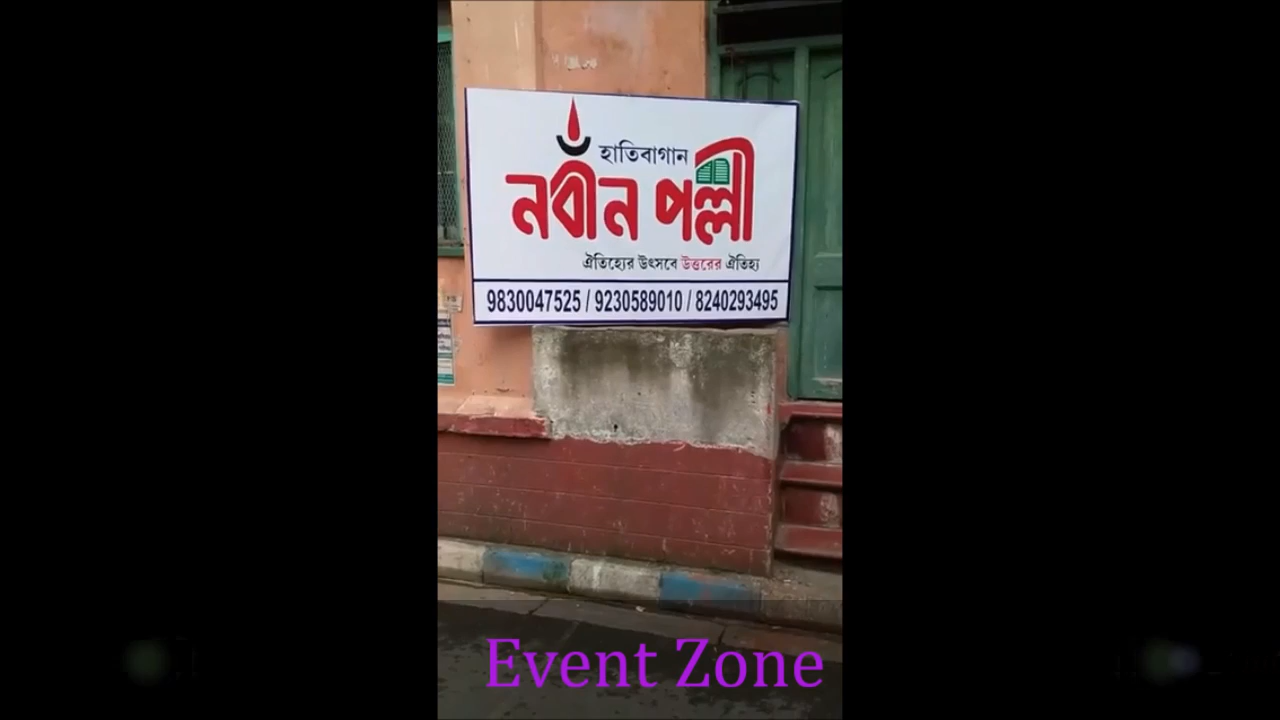 হাতিবাগান
নবীন পল্লী
ঐতিহ্যের উৎসবে উত্তরের ঐতিহ্য
9830047525 / 9230589010 / 8240293495
Event Zone